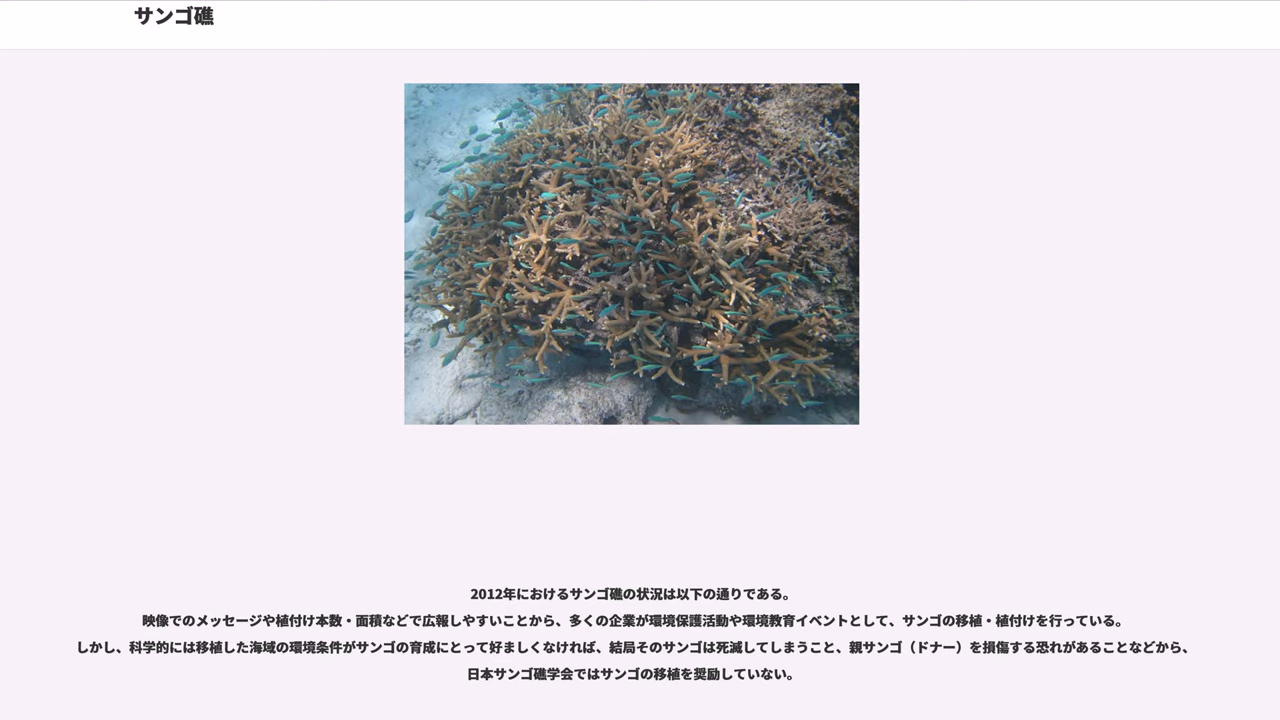 サンゴ礁
2012年におけるサンゴ礁の状況は以下の通りである。
映像でのメッセージや植付け本数・面積などで広報しやすいことから、多くの企業が環境保護活動や環境教育イベントとして、サンゴの移植・植付けを行っている。
しかし、科学的には移植した海域の環境条件がサンゴの育成にとって好ましくなければ、結局そのサンゴは死滅してしまうこと、親サンゴ（ドナー）を損傷する恐れがあることなどから、
日本サンゴ礁学会ではサンゴの移植を奨励していない。